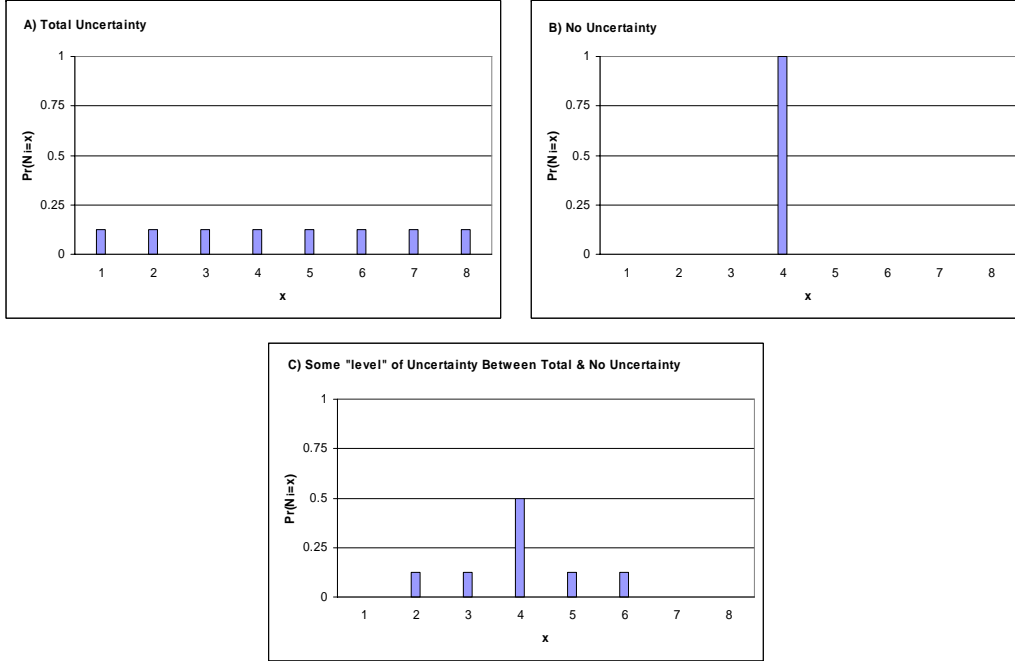 A) Total Uncertainty
1
0.75
0.5
0.25
0
Pr(Ni=x)
1 2 3 4 5 6 7 8
x
B) No Uncertainty
1
0.75
0.5
0.25
0
Pr(Ni=x)
1 2 3 4 5 6 7 8
x
C) Some "level" of Uncertainty Between Total & No Uncertainty
1
0.75
0.5
0.25
0
Pr(Ni=x)
1 2 3 4 5 6 7 8
x